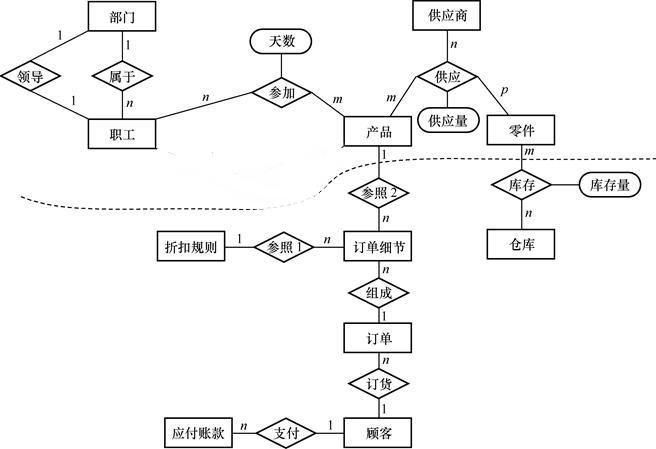 部门
供应商
天数
1
1
n
领导
属于
供应
参加
1
n
n
m
m
p
供应量
职工
产品
零件
1
m
参照2
库存
库存量
n
n
折扣规则
1
参照1
n
订单细节
仓库
n
组成
1
订单
n
订货
1
应付账款
n
支付
1
顾客